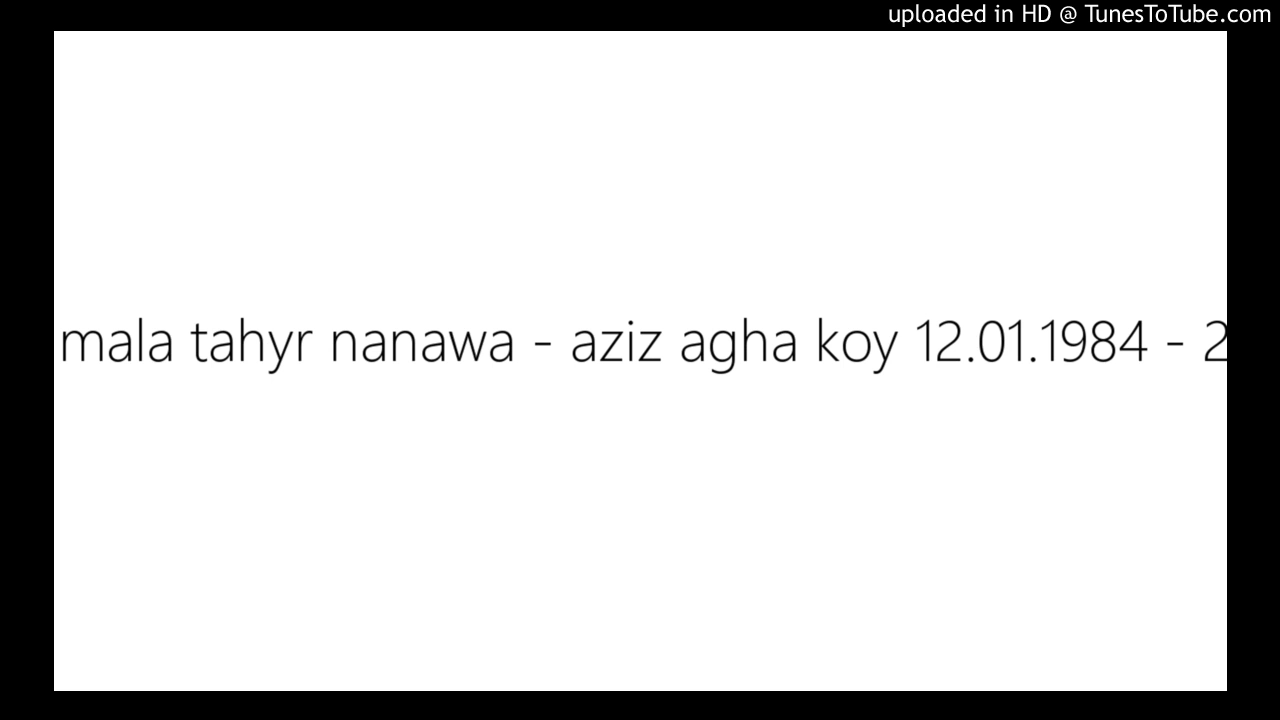 uploaded in HD @ TunesToTube.com
mala tahyr nanawa - aziz agha koy 12.01.1984 - 2